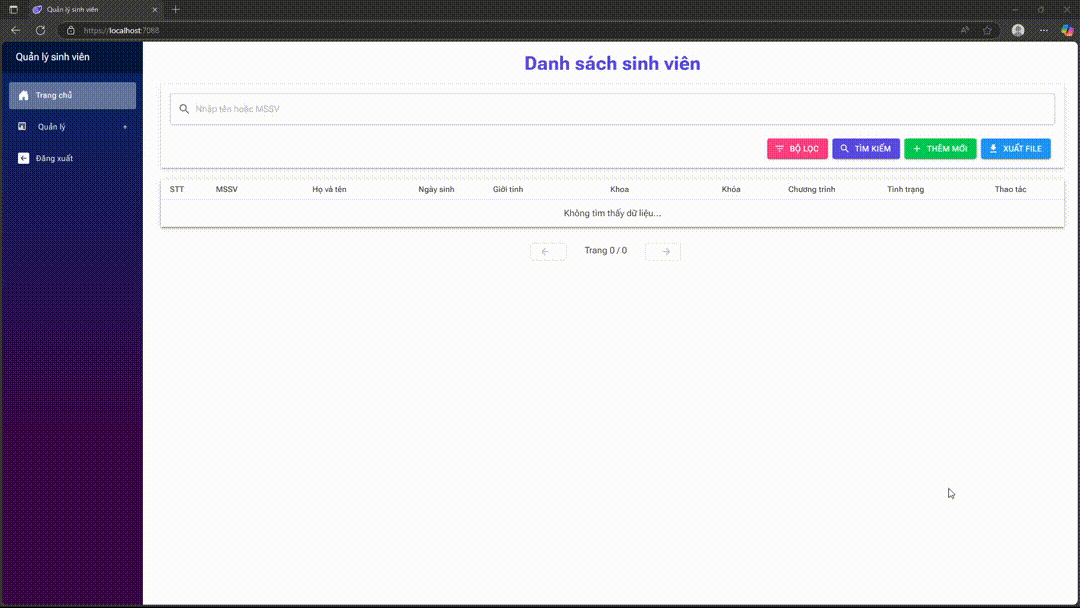 Quản lý sinh viên
https://localhost:7088
Quản lý sinh viên
Trang chủ
Quản lý +
Đăng xuất
Danh sách sinh viên
Nhập tên hoặc MSSV
BỘ LỌC TÌM KIẾM THÊM MỚI XUẤT FILE
STT MSSV Họ và tên Ngày sinh Giới tính Khoa Khóa Chương trình Tình trạng Thao tác
Không tìm thấy dữ liệu...
Trang 0 / 0